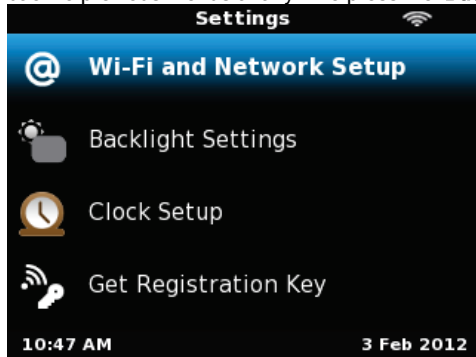 Settings
@ Wi-Fi and Network Setup
Backlight Settings
Clock Setup
Get Registration Key
10:47 AM 3 Feb 2012